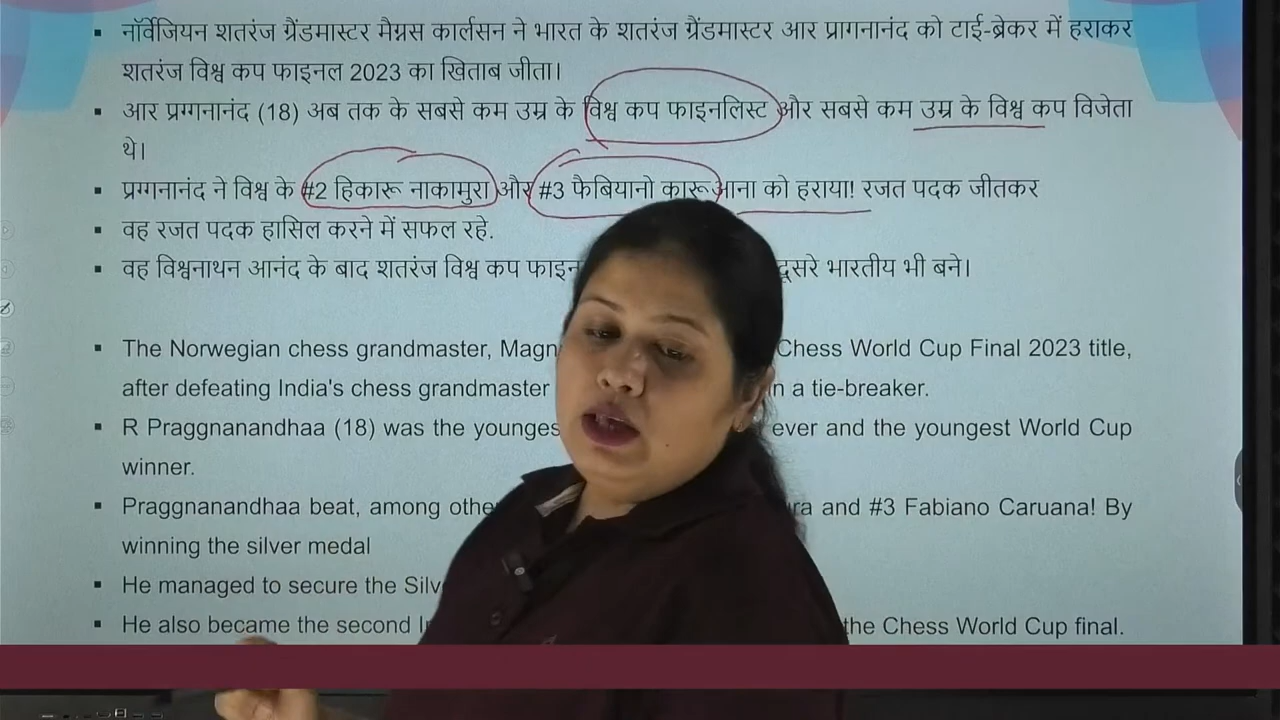 नॉर्वेजियन शतरंज ग्रैंडमास्टर मैग्नस कार्लसन ने भारत के शतरंज ग्रैंडमास्टर आर प्रागनानंद को टाई-ब्रेकर में हराकर
शतरंज विश्व कप फाइनल 2023 का खिताब जीता।
आर प्रग्गनानंद (18) अब तक के सबसे कम उम्र के विश्व कप फाइनलिस्ट और सबसे कम उम्र के विश्व कप विजेता
थे।
प्रग्गनानंद ने विश्व के #2 हिकारू नाकामुरा और #3 फैबियानो कारूआना को हराया! रजत पदक जीतकर
वह रजत पदक हासिल करने में सफल रहे.
वह विश्वनाथन आनंद के बाद शतरंज विश्व कप दूसरे भारतीय भी बने।
The Norwegian chess grandmaster, Chess World Cup Final 2023 title,
after defeating India's chess grandmaster in a tie-breaker.
R Praggnanandhaa (18) was the ever and the youngest World Cup
winner.
Praggnanandhaa beat, among and #3 Fabiano Caruana! By
winning the silver medal
He managed to secure the
He also became the second the Chess World Cup final.